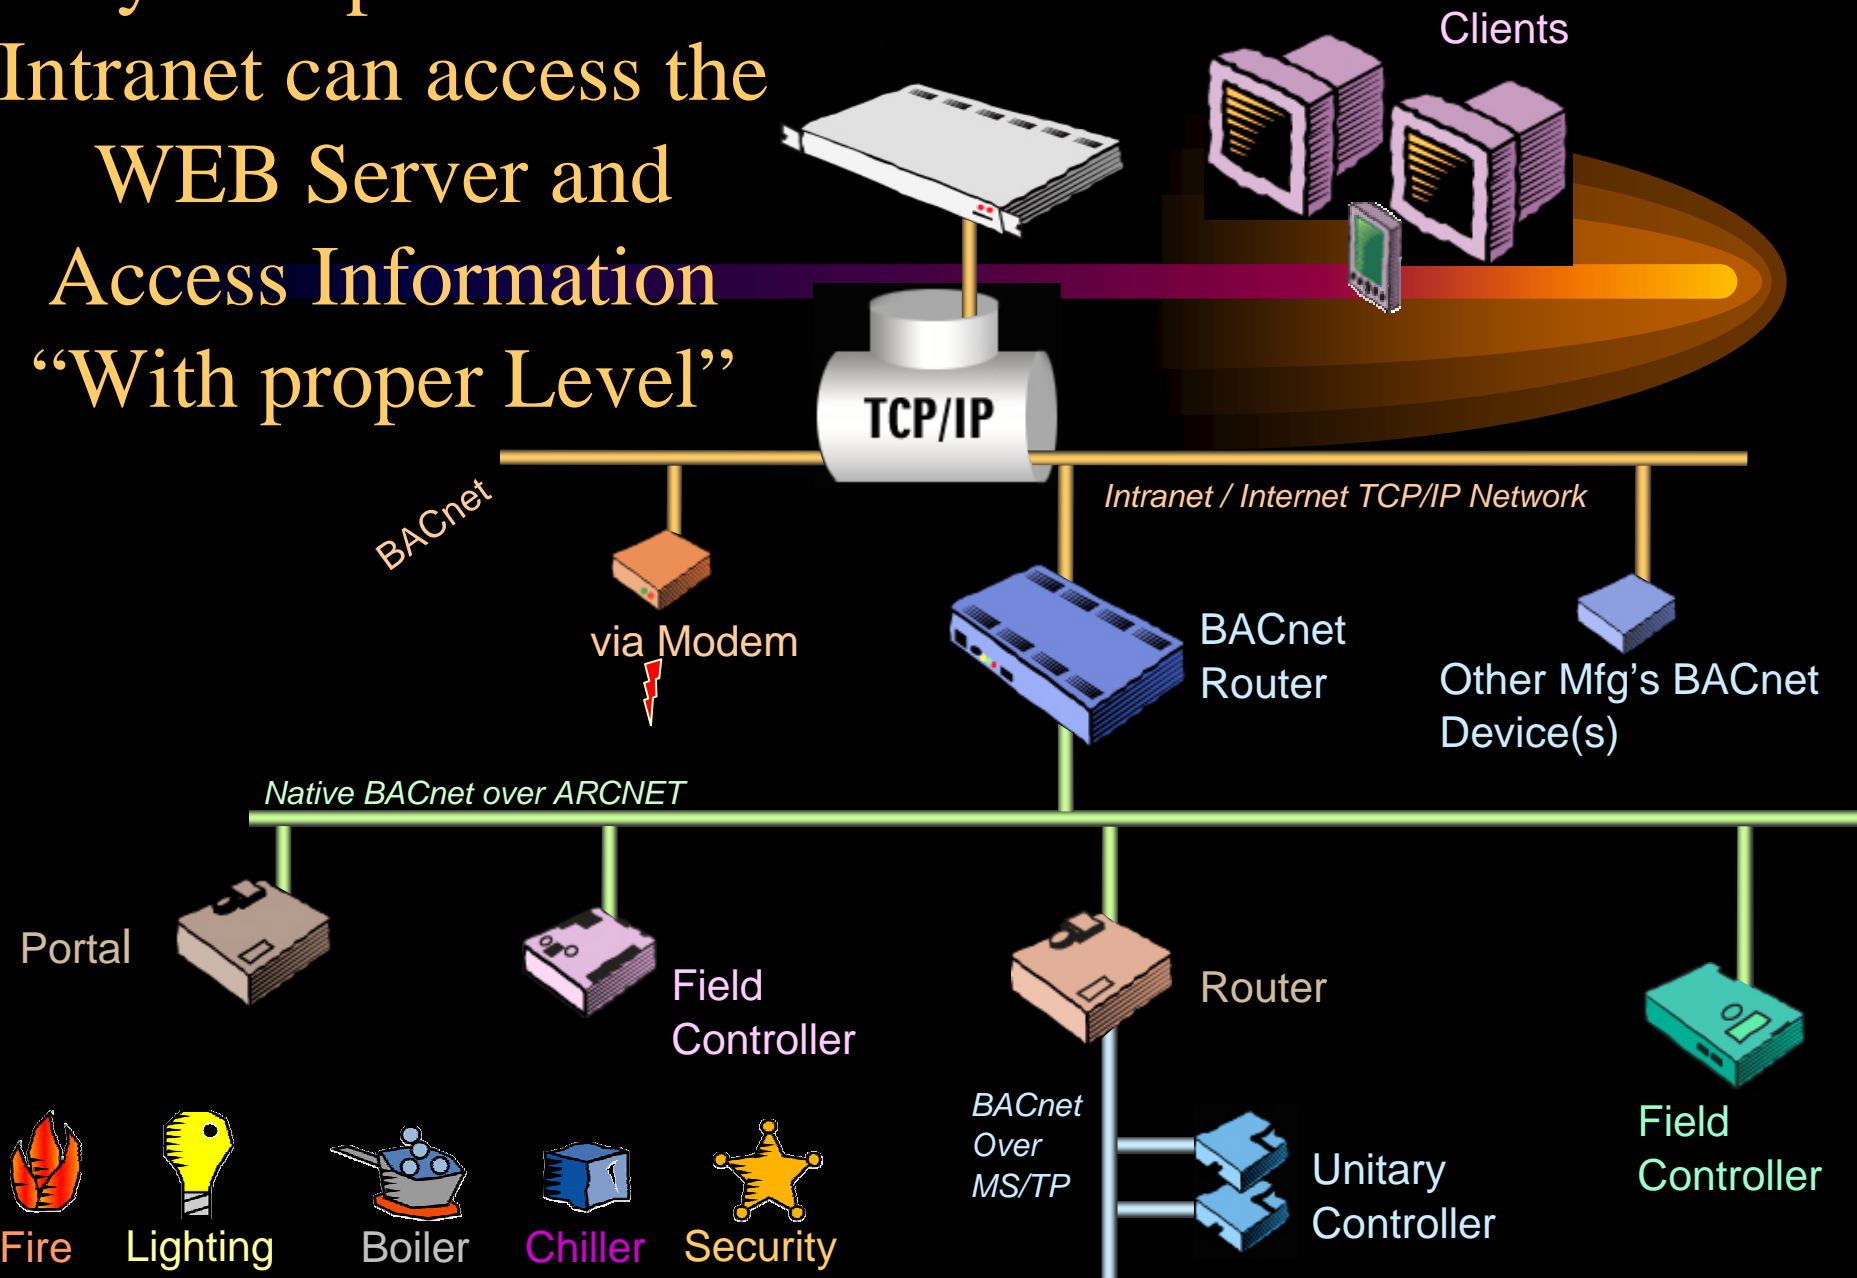 Intranet can access the
WEB Server and
Access Information
“With proper Level”
Clients
TCP/IP
BACnet
Intranet / Internet TCP/IP Network
via Modem
BACnet
Router
Other Mfg’s BACnet
Device(s)
Native BACnet over ARCNET
Portal
Field
Controller
Router
Field
Controller
BACnet
Over
MS/TP
Unitary
Controller
Fire
Lighting
Boiler
Chiller
Security